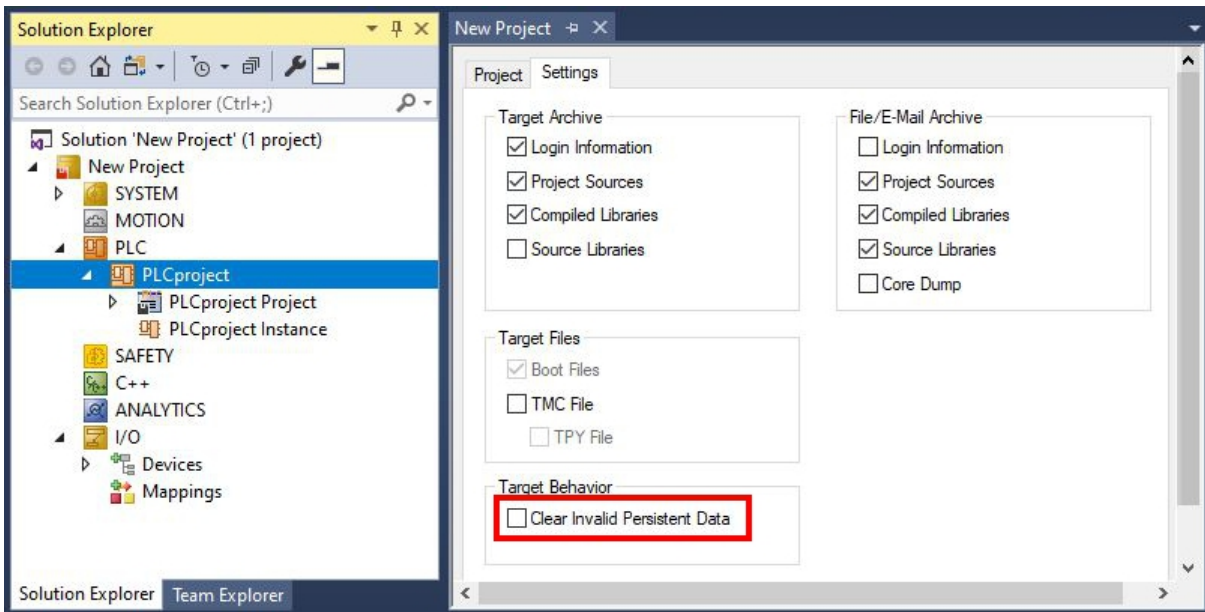 Solution Explorer
Search Solution Explorer (Ctrl+;)
Solution 'New Project' (1 project)
New Project
SYSTEM
MOTION
PLC
PLCproject
PLCproject Project
PLCproject Instance
SAFETY
C++
ANALYTICS
I/O
Devices
Mappings
Solution Explorer
Team Explorer
New Project
Project
Settings
Target Archive
Login Information
Project Sources
Compiled Libraries
Source Libraries
File/E-Mail Archive
Login Information
Project Sources
Compiled Libraries
Source Libraries
Core Dump
Target Files
Boot Files
TMC File
TPY File
Target Behavior
Clear Invalid Persistent Data